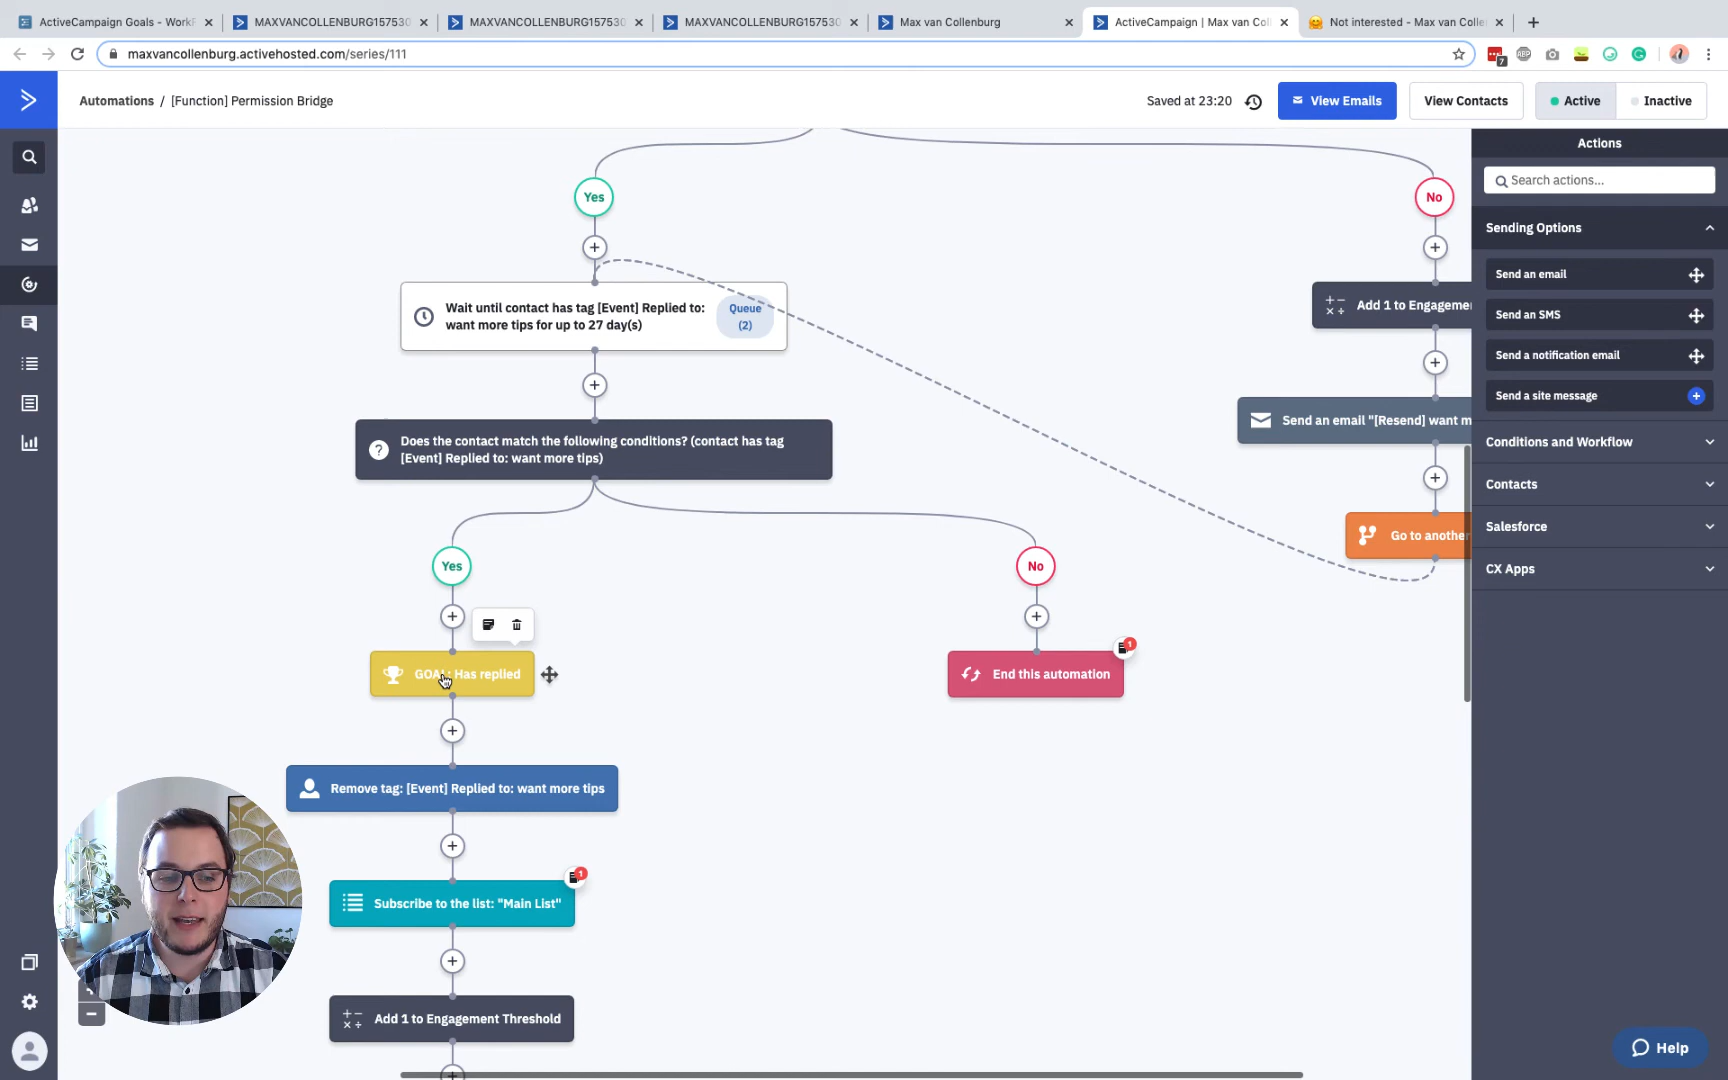 ActiveCampaign Goals - WorkF
MAXVANCOLLENBURG157530
MAXVANCOLLENBURG157530
MAXVANCOLLENBURG157530
Max van Collenburg
ActiveCampaign | Max van Col
Not interested - Max van Colle
maxvancollenburg.activehosted.com/series/111
ABP
7
Automations / [Function] Permission Bridge
Saved at 23:20
View Emails
View Contacts
Active
Inactive
Actions
Search actions...
Sending Options
Send an email
Send an SMS
Send a notification email
Send a site message
Conditions and Workflow
Contacts
Salesforce
CX Apps
Yes
No
Wait until contact has tag [Event] Replied to:
want more tips for up to 27 day(s)
Queue
(2)
Add 1 to Engageme
Does the contact match the following conditions? (contact has tag
[Event] Replied to: want more tips)
Send an email "[Resend] want m
Go to another
Yes
No
GOAL: Has replied
End this automation
1
Remove tag: [Event] Replied to: want more tips
Subscribe to the list: "Main List"
1
Add 1 to Engagement Threshold
Help